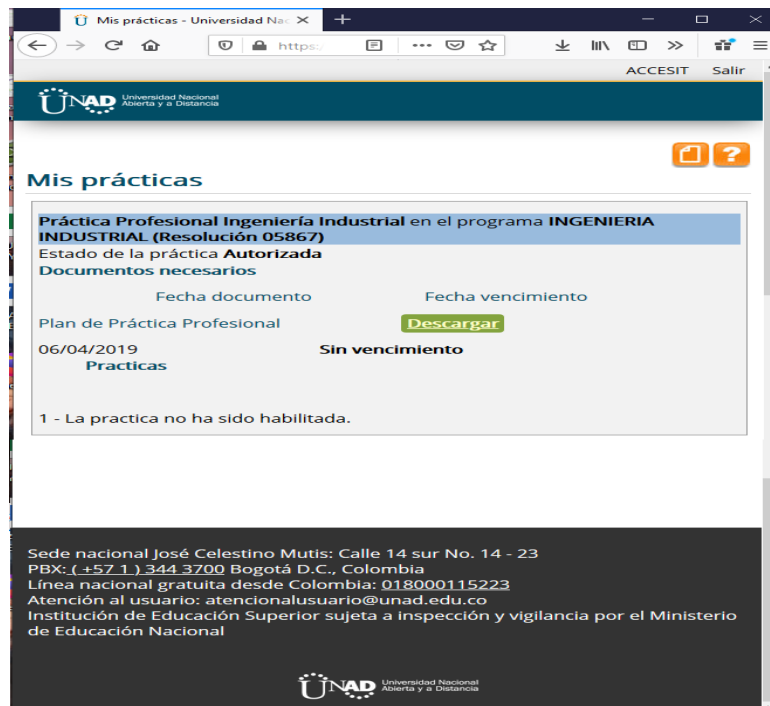 Mis prácticas - Universidad Nac
https:/
ACCESIT Salir
UNAD Universidad Nacional
Abierta y a Distancia
Mis prácticas
Práctica Profesional Ingeniería Industrial en el programa INGENIERIA
INDUSTRIAL (Resolución 05867)
Estado de la práctica Autorizada
Documentos necesarios
Fecha documento Fecha vencimiento
Plan de Práctica Profesional Descargar
06/04/2019 Sin vencimiento
Practicas
1 - La practica no ha sido habilitada.
Sede nacional José Celestino Mutis: Calle 14 sur No. 14 - 23
PBX: ( +57 1 ) 344 3700 Bogotá D.C., Colombia
Línea nacional gratuita desde Colombia: 018000115223
Atención al usuario: atencionalusuario@unad.edu.co
Institución de Educación Superior sujeta a inspección y vigilancia por el Ministerio
de Educación Nacional
UNAD Universidad Nacional
Abierta y a Distancia